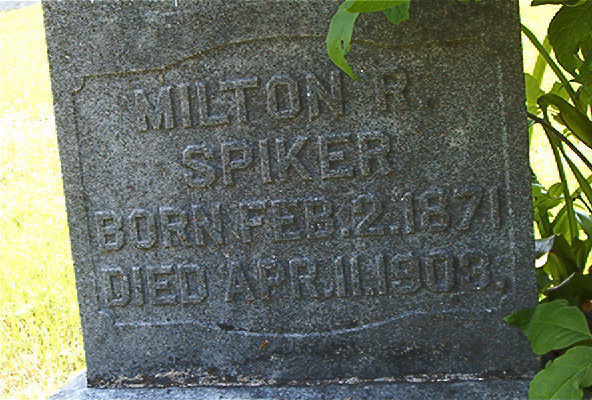 MILTON R.
SPIKER
BORN FEB. 2. 1871
DIED APR. 11. 1903.